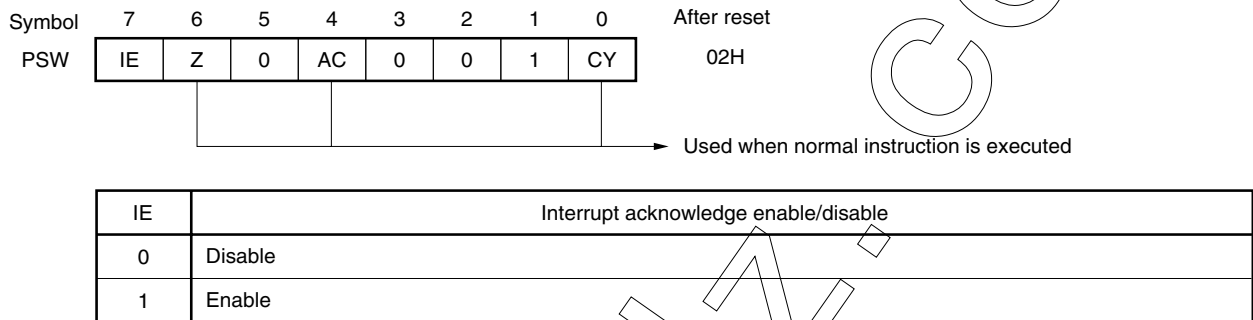 Symbol 7 6 5 4 3 2 1 0 After reset
PSW IE Z 0 AC 0 0 1 CY 02H
Used when normal instruction is executed
IE Interrupt acknowledge enable/disable
0 Disable
1 Enable